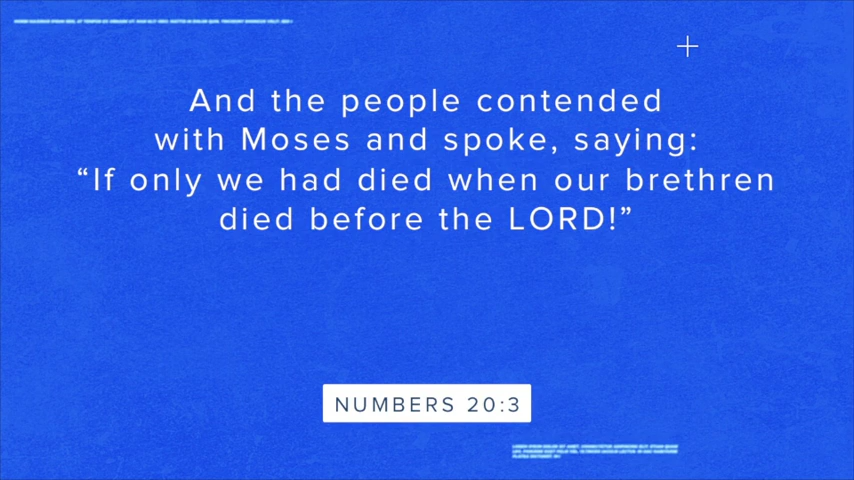 And the people contended
with Moses and spoke, saying:
“If only we had died when our brethren
died before the LORD!”
NUMBERS 20:3